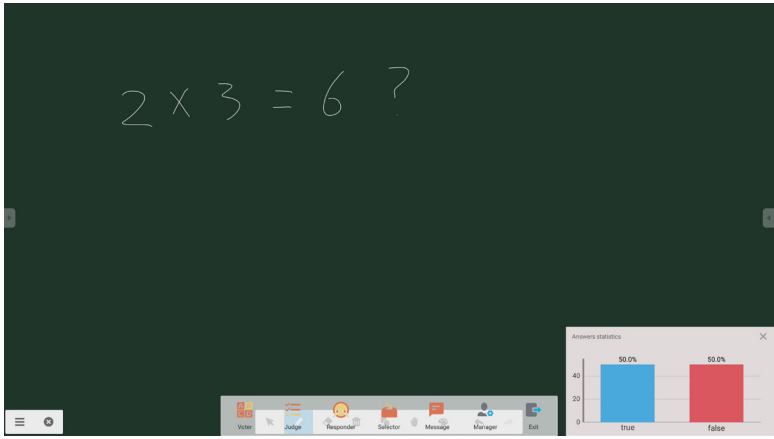 2 × 3 = 6 ?
Answers statistics
50.0% 50.0%
40
20
0
true false
A B
C D
Voter Judge Responder Selector Message Manager Exit